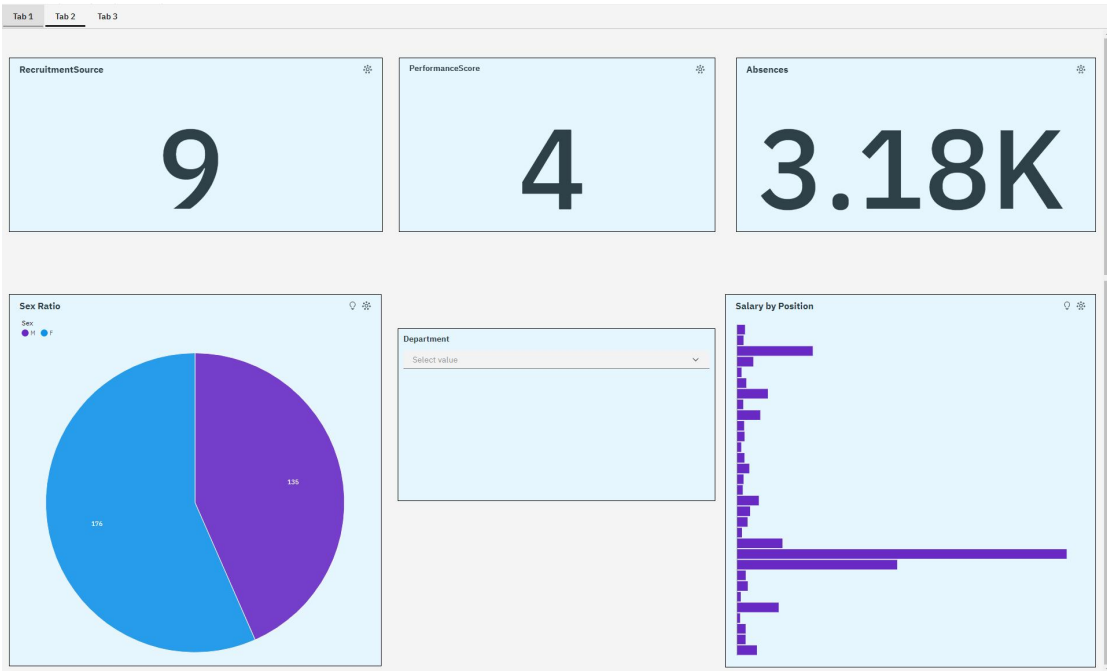 Tab 1 Tab 2 Tab 3
RecruitmentSource
9
PerformanceScore
4
Absences
3.18K
Sex Ratio
Sex
M F
135
176
Department
Select value
Salary by Position